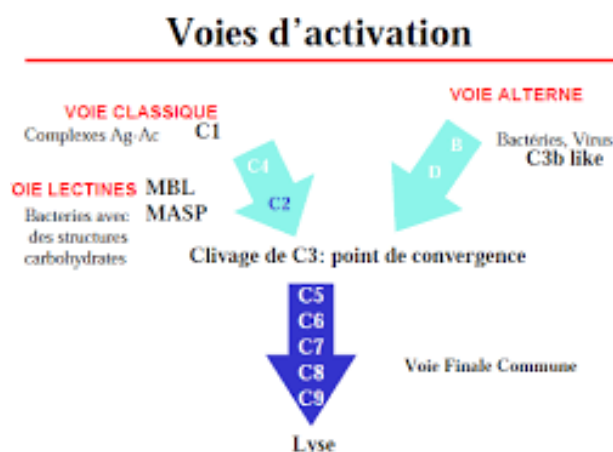 Voies d'activation
VOIE CLASSIQUE
Complexes Ag-Ac C1
VOIE ALTERNE
Bactéries, Virus
C3b like
B
D
C4
C2
OIE LECTINES MBL
MASP
Bacteries avec
des structures
carbohydrates
Clivage de C3: point de convergence
C5
C6
C7
C8
C9
Voie Finale Commune
Lyse